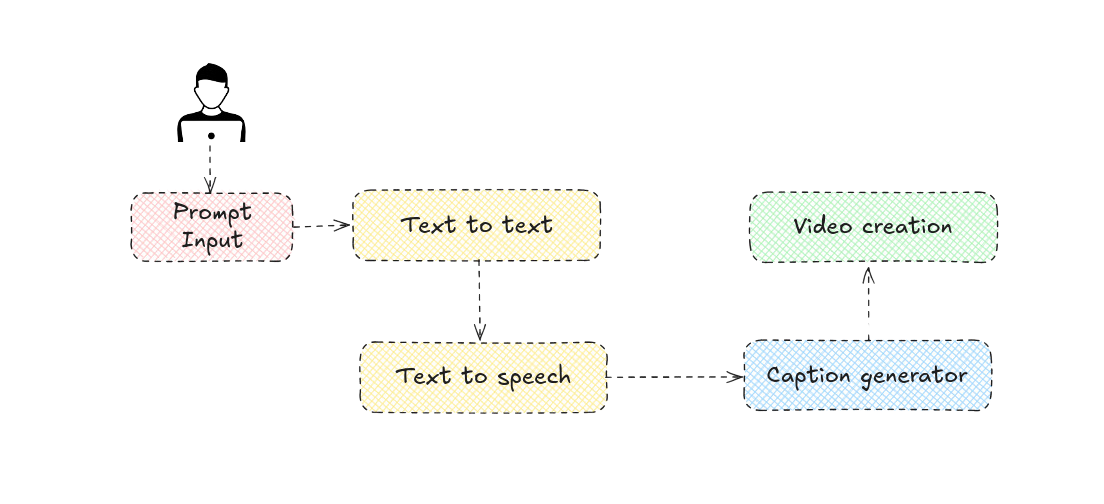 Prompt
Input
Text to text
Video creation
Text to speech
Caption generator